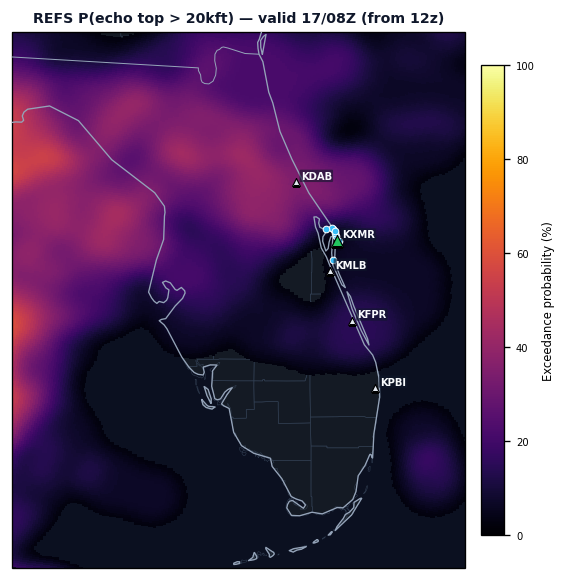 REFS P(echo top > 20kft) — valid 17/08Z (from 12z)
KDAB
KXMR
KMLB
KFPR
KPBI
100
80
60
40
20
0
Exceedance probability (%)